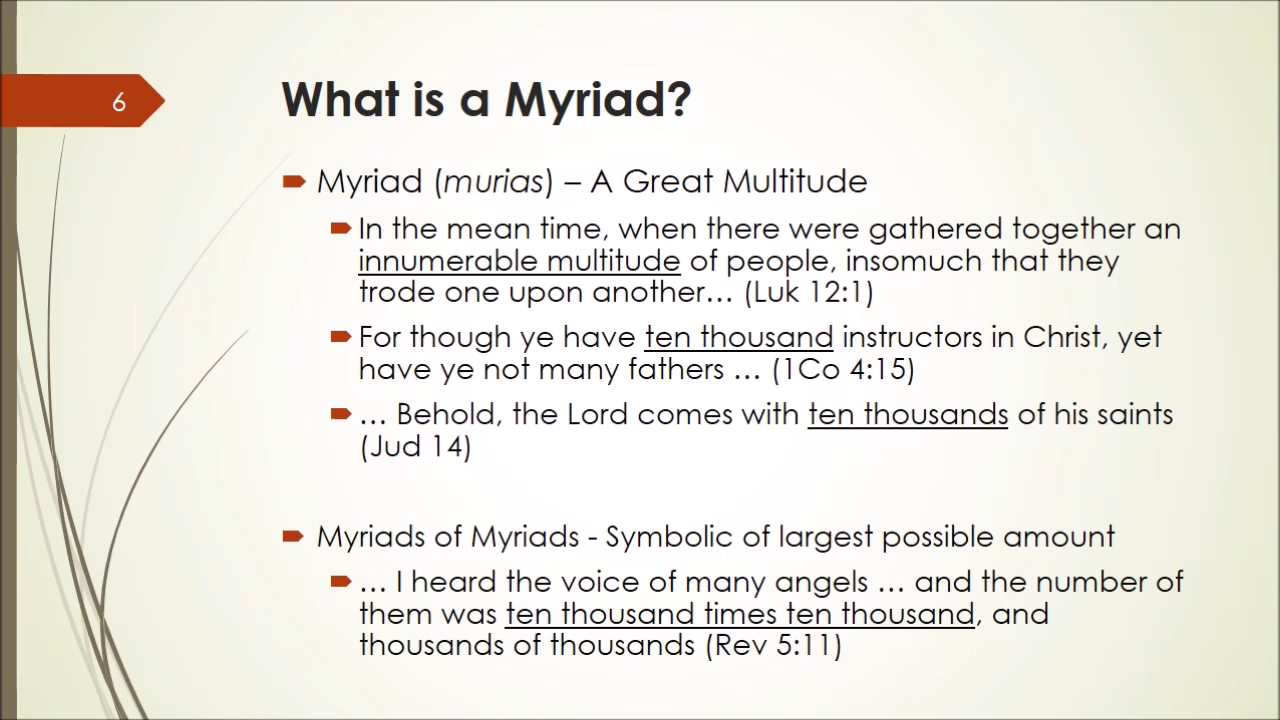 6
What is a Myriad?
Myriad (murias) – A Great Multitude
In the mean time, when there were gathered together an
innumerable multitude of people, insomuch that they
trode one upon another… (Luk 12:1)
For though ye have ten thousand instructors in Christ, yet
have ye not many fathers … (1Co 4:15)
… Behold, the Lord comes with ten thousands of his saints
(Jud 14)
Myriads of Myriads - Symbolic of largest possible amount
… I heard the voice of many angels … and the number of
them was ten thousand times ten thousand, and
thousands of thousands (Rev 5:11)